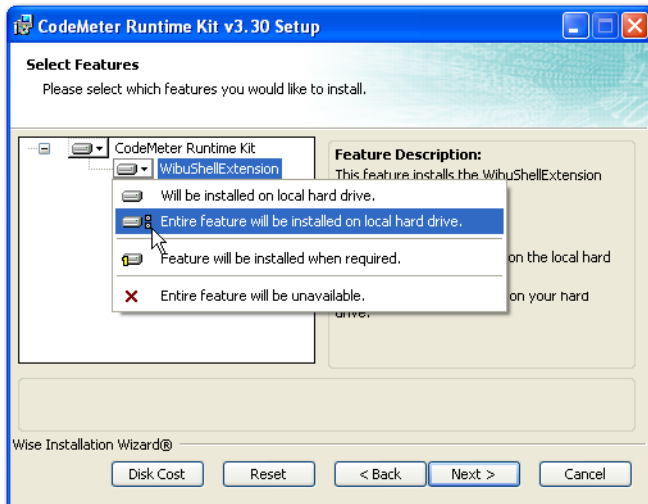 CodeMeter Runtime Kit v3.30 Setup
Select Features
Please select which features you would like to install.
CodeMeter Runtime Kit
WibuShellExtension
Feature Description:
This feature installs the WibuShellExtension
Will be installed on local hard drive.
Entire feature will be installed on local hard drive.
Feature will be installed when required.
on the local hard
Entire feature will be unavailable.
on your hard
drive.
Wise Installation Wizard®
Disk Cost
Reset
< Back
Next >
Cancel